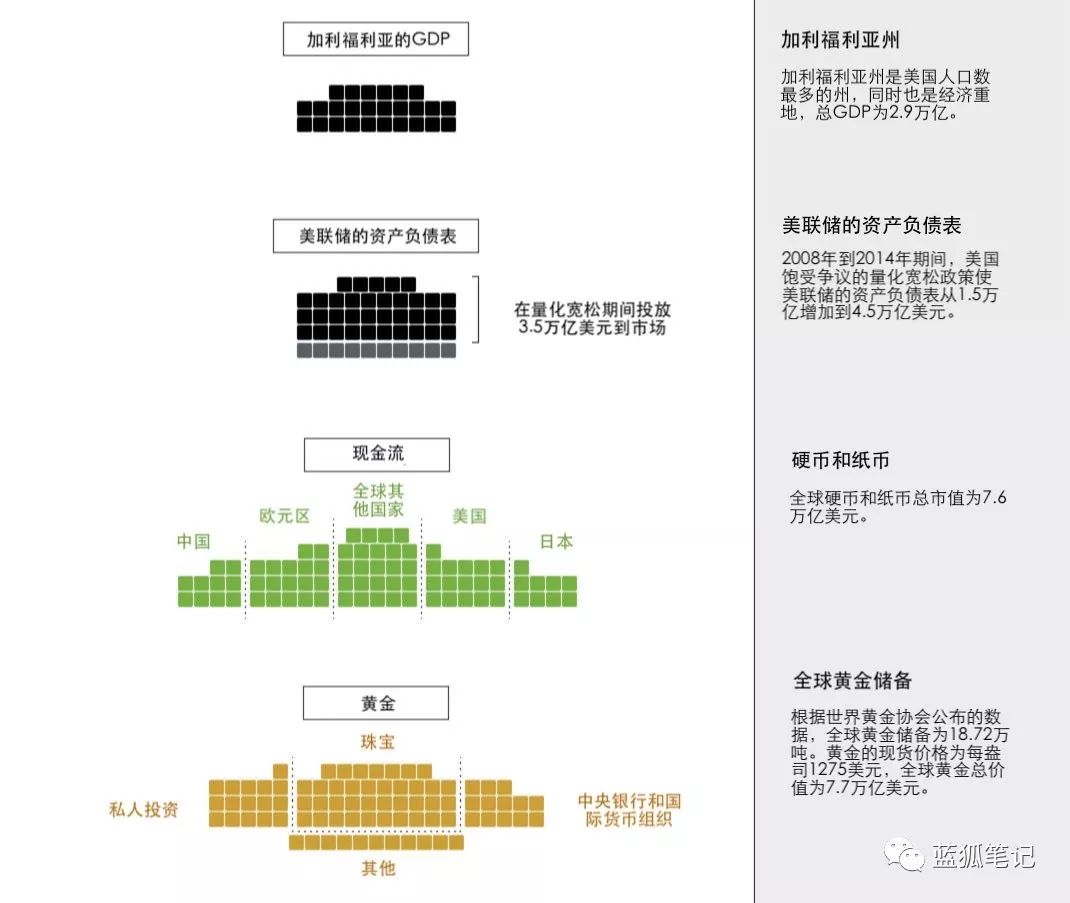 加利福利亚的GDP
加利福利亚州
加利福利亚州是美国人口数
最多的州，同时也是经济重
地，总GDP为2.9万亿。
美联储的资产负债表
在量化宽松期间投放
3.5万亿美元到市场
美联储的资产负债表
2008年到2014年期间，美国
饱受争议的量化宽松政策使
美联储的资产负债表从1.5万
亿增加到4.5万亿美元。
现金流
中国
欧元区
全球其
他国家
美国
日本
硬币和纸币
全球硬币和纸币总市值为7.6
万亿美元。
黄金
珠宝
私人投资
中央银行和国
际货币组织
其他
全球黄金储备
根据世界黄金协会公布的数
据，全球黄金储备为18.72万
吨。黄金的现货价格为每盎
司1275美元，全球黄金总价
值为7.7万亿美元。
蓝狐笔记